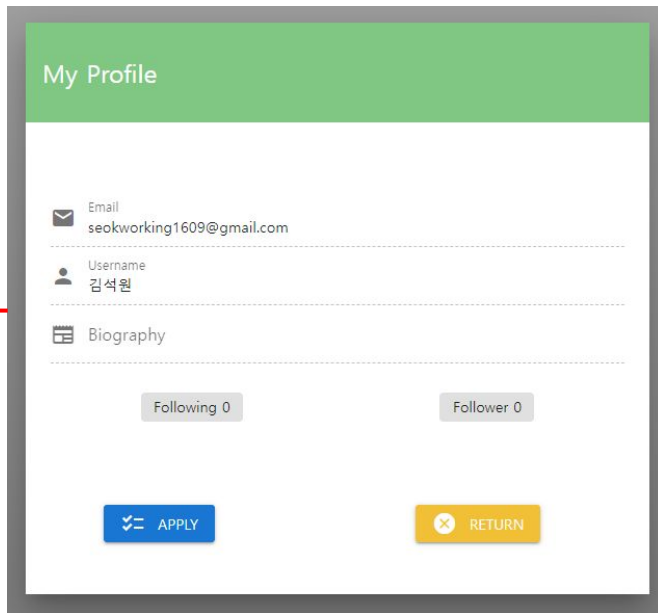 My Profile
Email
seokworking1609@gmail.com
Username
김석원
Biography
Following 0
Follower 0
APPLY
RETURN